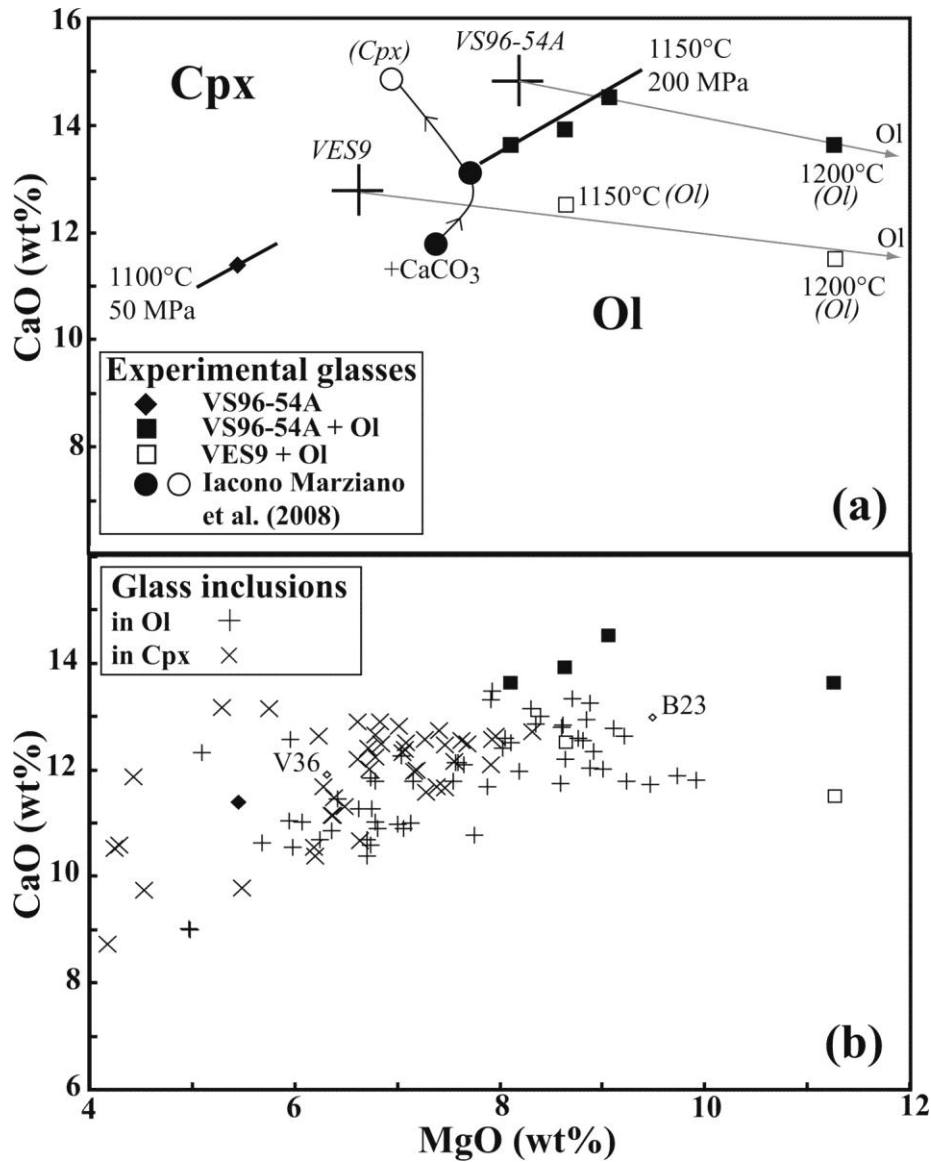 16
14
12
10
8
CaO (wt%)
Cpx
(Cpx)
VS96-54A
1150°C
200 MPa
VES9
Ol
1200°C
(Ol)
1150°C (Ol)
Ol
1200°C
(Ol)
+CaCO3
1100°C
50 MPa
Ol
Experimental glasses
VS96-54A
VS96-54A + Ol
VES9 + Ol
Iacono Marziano
et al. (2008)
(a)
Glass inclusions
in Ol
in Cpx
14
12
10
8
6
CaO (wt%)
V36
B23
(b)
4
6
8
10
12
MgO (wt%)